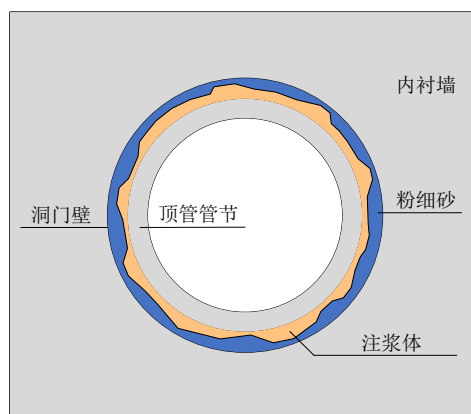 内衬墙
粉细砂
洞门壁
顶管管节
注浆体